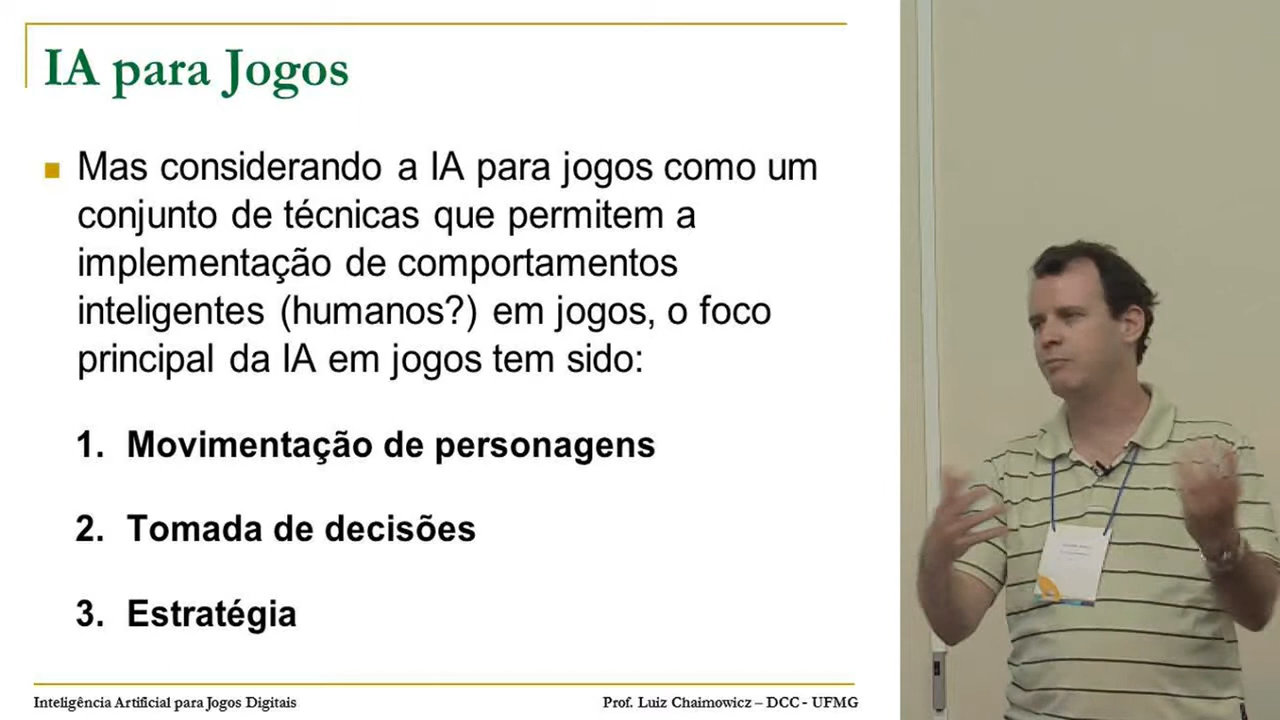 IA para Jogos
Mas considerando a IA para jogos como um
conjunto de técnicas que permitem a
implementação de comportamentos
inteligentes (humanos?) em jogos, o foco
principal da IA em jogos tem sido:
1. Movimentação de personagens
2. Tomada de decisões
3. Estratégia
Inteligência Artificial para Jogos Digitais
Prof. Luiz Chaimowicz – DCC - UFMG